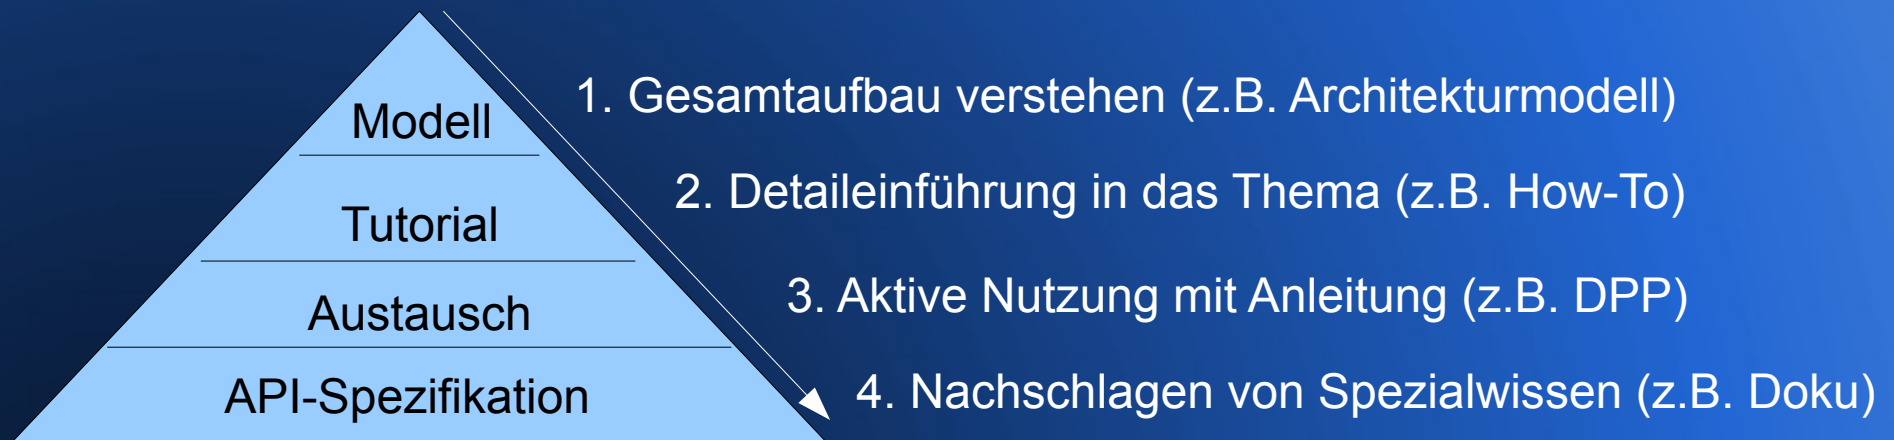 Modell
1. Gesamtaufbau verstehen (z.B. Architekturmodell)
Tutorial
2. Detaileinführung in das Thema (z.B. How-To)
Austausch
3. Aktive Nutzung mit Anleitung (z.B. DPP)
API-Spezifikation
4. Nachschlagen von Spezialwissen (z.B. Doku)